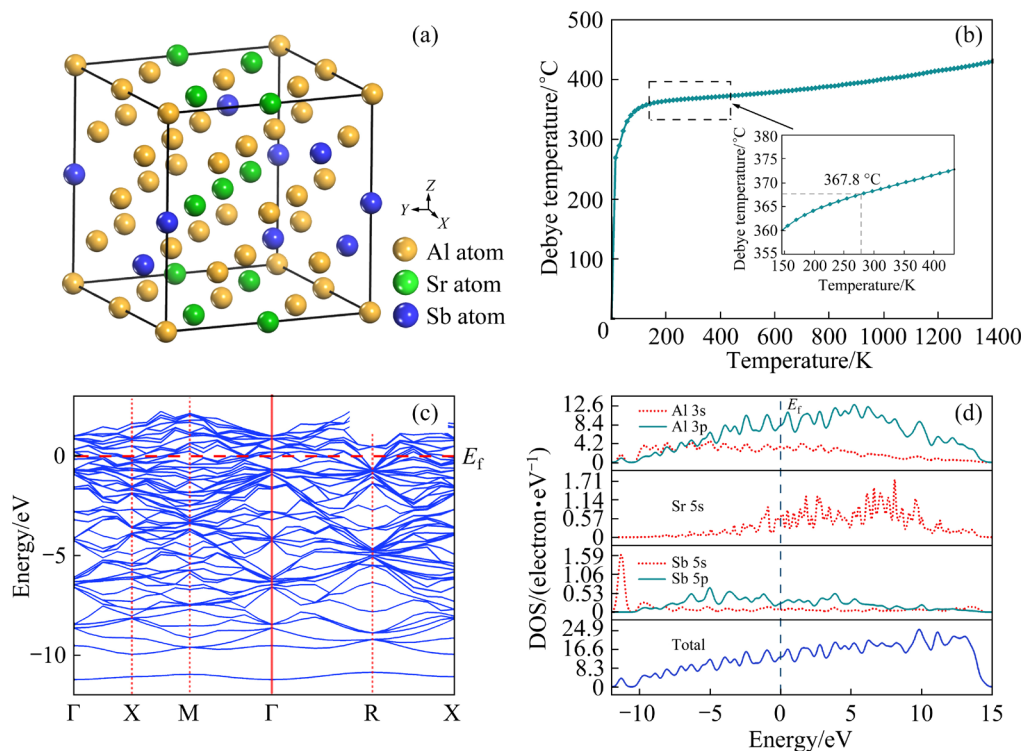 (a)
Z
Y
X
Al atom
Sr atom
Sb atom
(b)
Debye temperature/°C
500
400
300
200
100
0
200
400
600
800
1000
1200
1400
Temperature/K
Debye temperature/°C
380
375
370
365
360
355
367.8 °C
150
200
250
300
350
400
Temperature/K
(c)
Energy/eV
0
−5
−10
E_f
Γ
X
M
Γ
R
X
(d)
E_f
DOS/(electron•eV⁻¹)
Al 3s
Al 3p
12.6
8.4
4.2
0
Sr 5s
1.71
1.14
0.57
0
Sb 5s
Sb 5p
1.59
1.06
0.53
0
Total
24.9
16.6
8.3
0
−10
−5
0
5
10
15
Energy/eV